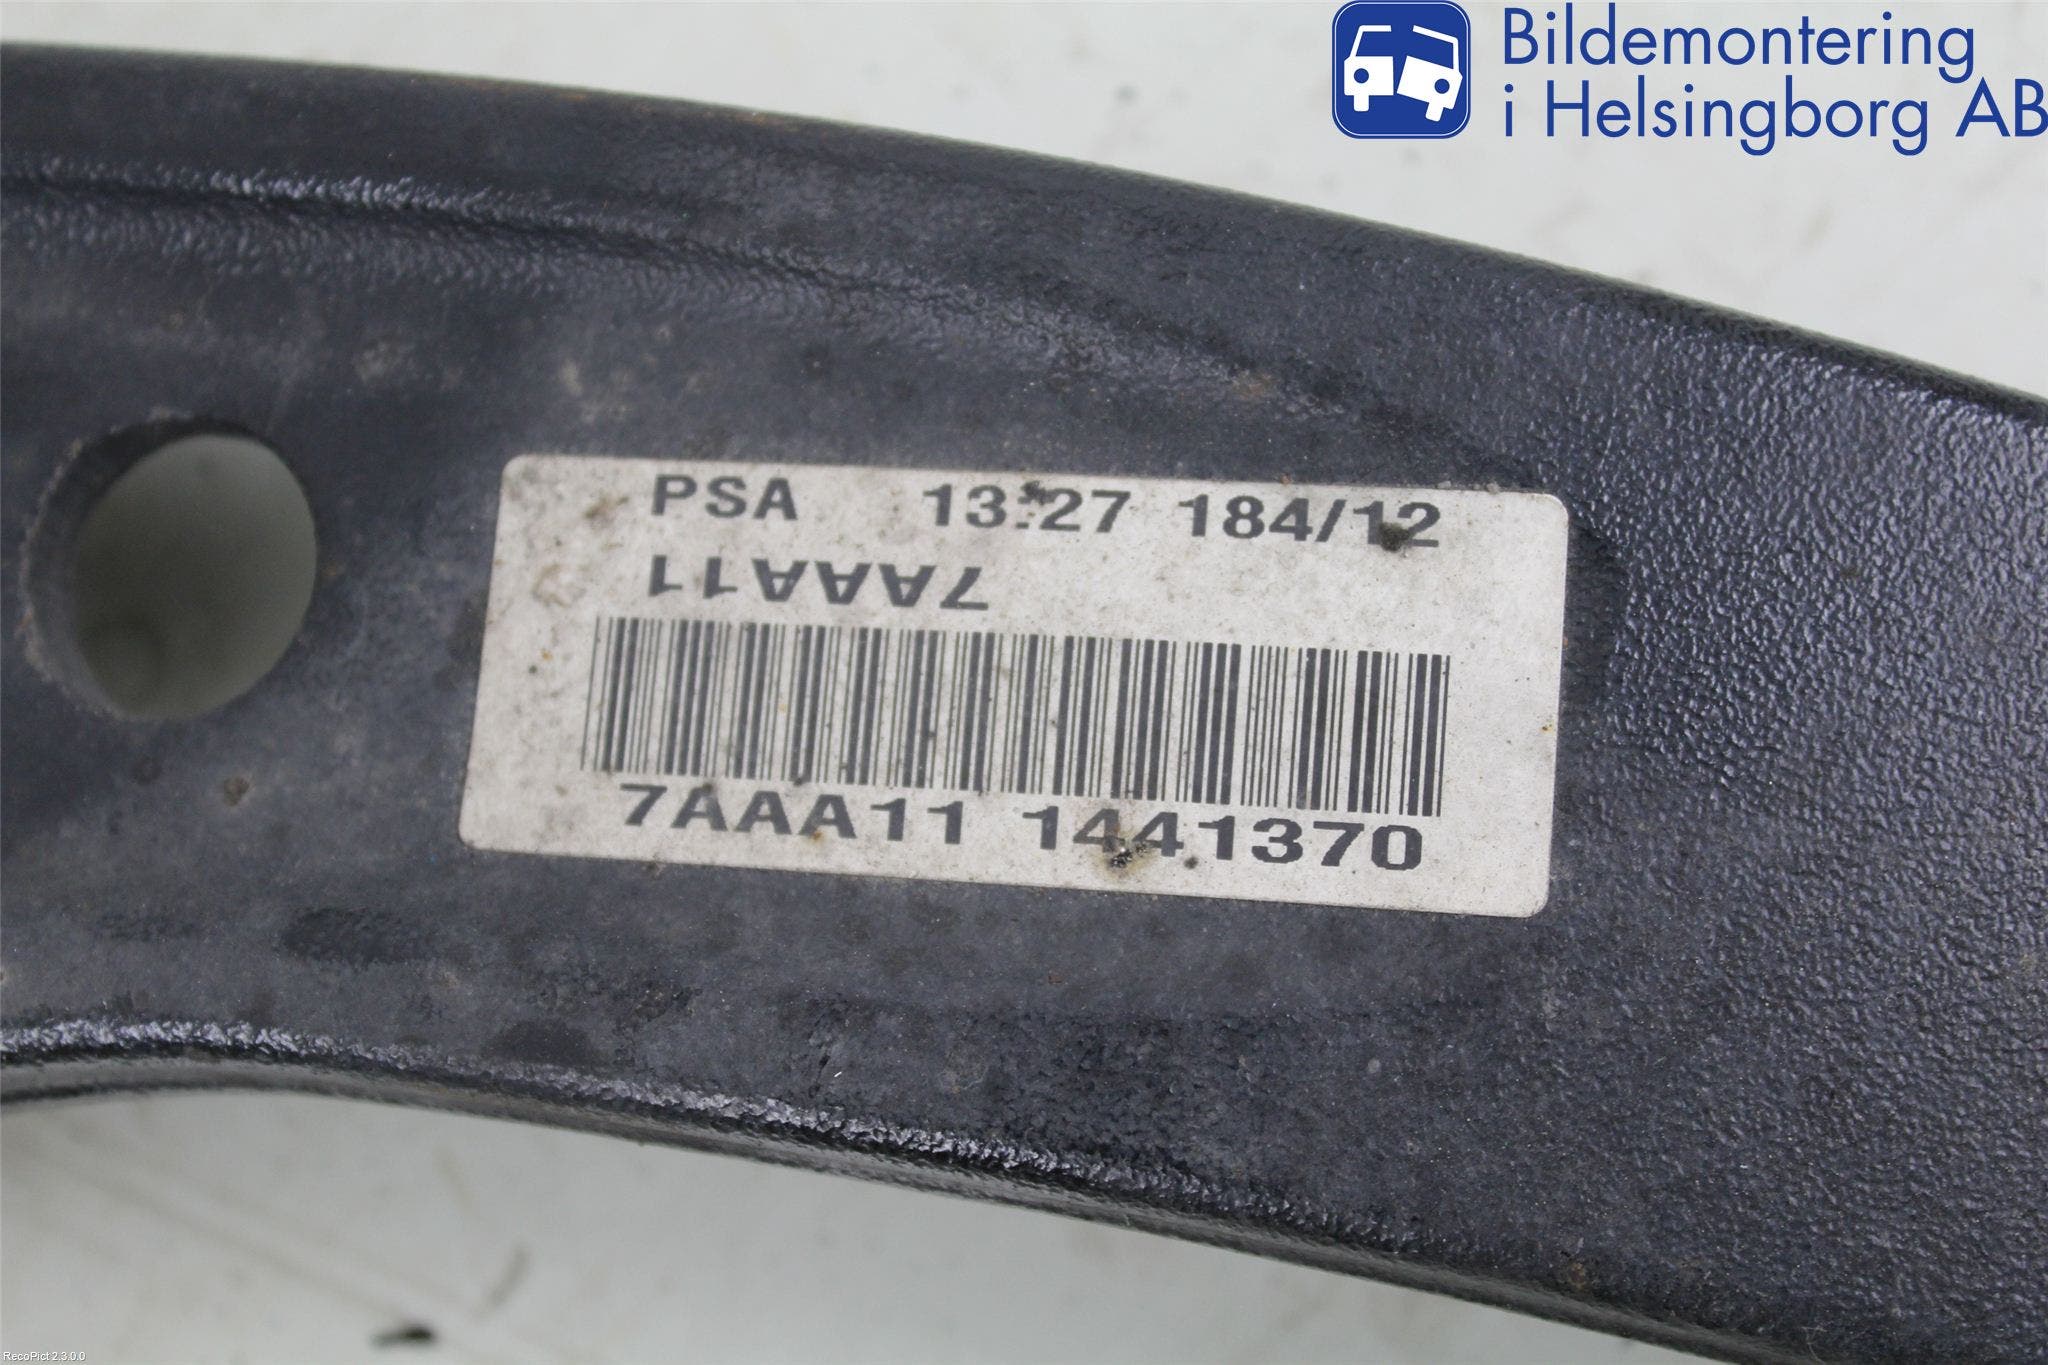 Bildemontering
i Helsingborg AB
PSA 13:27 184/12
7AAA11
7AAA11 1441370
RecoPict 2.3.0.0